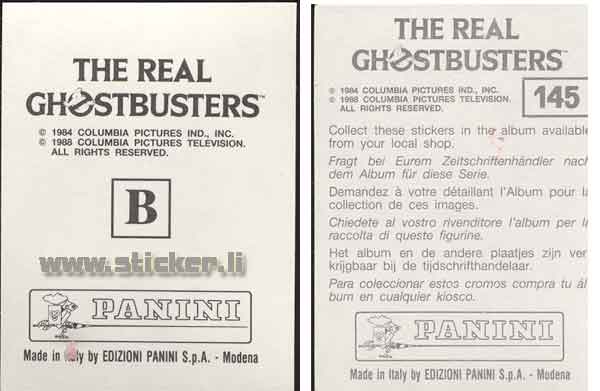 THE REAL
GHOSTBUSTERS™
© 1984 COLUMBIA PICTURES IND., INC.
© 1988 COLUMBIA PICTURES TELEVISION.
ALL RIGHTS RESERVED.
B
www.sticker.li
PANINI
Made in Italy by EDIZIONI PANINI S.p.A. - Modena
THE REAL
GHOSTBUSTERS™
© 1984 COLUMBIA PICTURES IND., INC.
© 1988 COLUMBIA PICTURES TELEVISION.
ALL RIGHTS RESERVED.
145
Collect these stickers in the album available
from your local shop.
Fragt bei Eurem Zeitschriftenhändler nach
dem Album für diese Serie.
Demandez à votre détaillant l'Album pour la
collection de ces images.
Chiedete al vostro rivenditore l'album per la
raccolta di queste figurine.
Het album en de andere plaatjes zijn ver-
krijgbaar bij de tijdschrifthandelaar.
Para coleccionar estos cromos compra tu ál-
bum en cualquier kiosco.
PANINI
Made in Italy by EDIZIONI PANINI S.p.A. - Modena